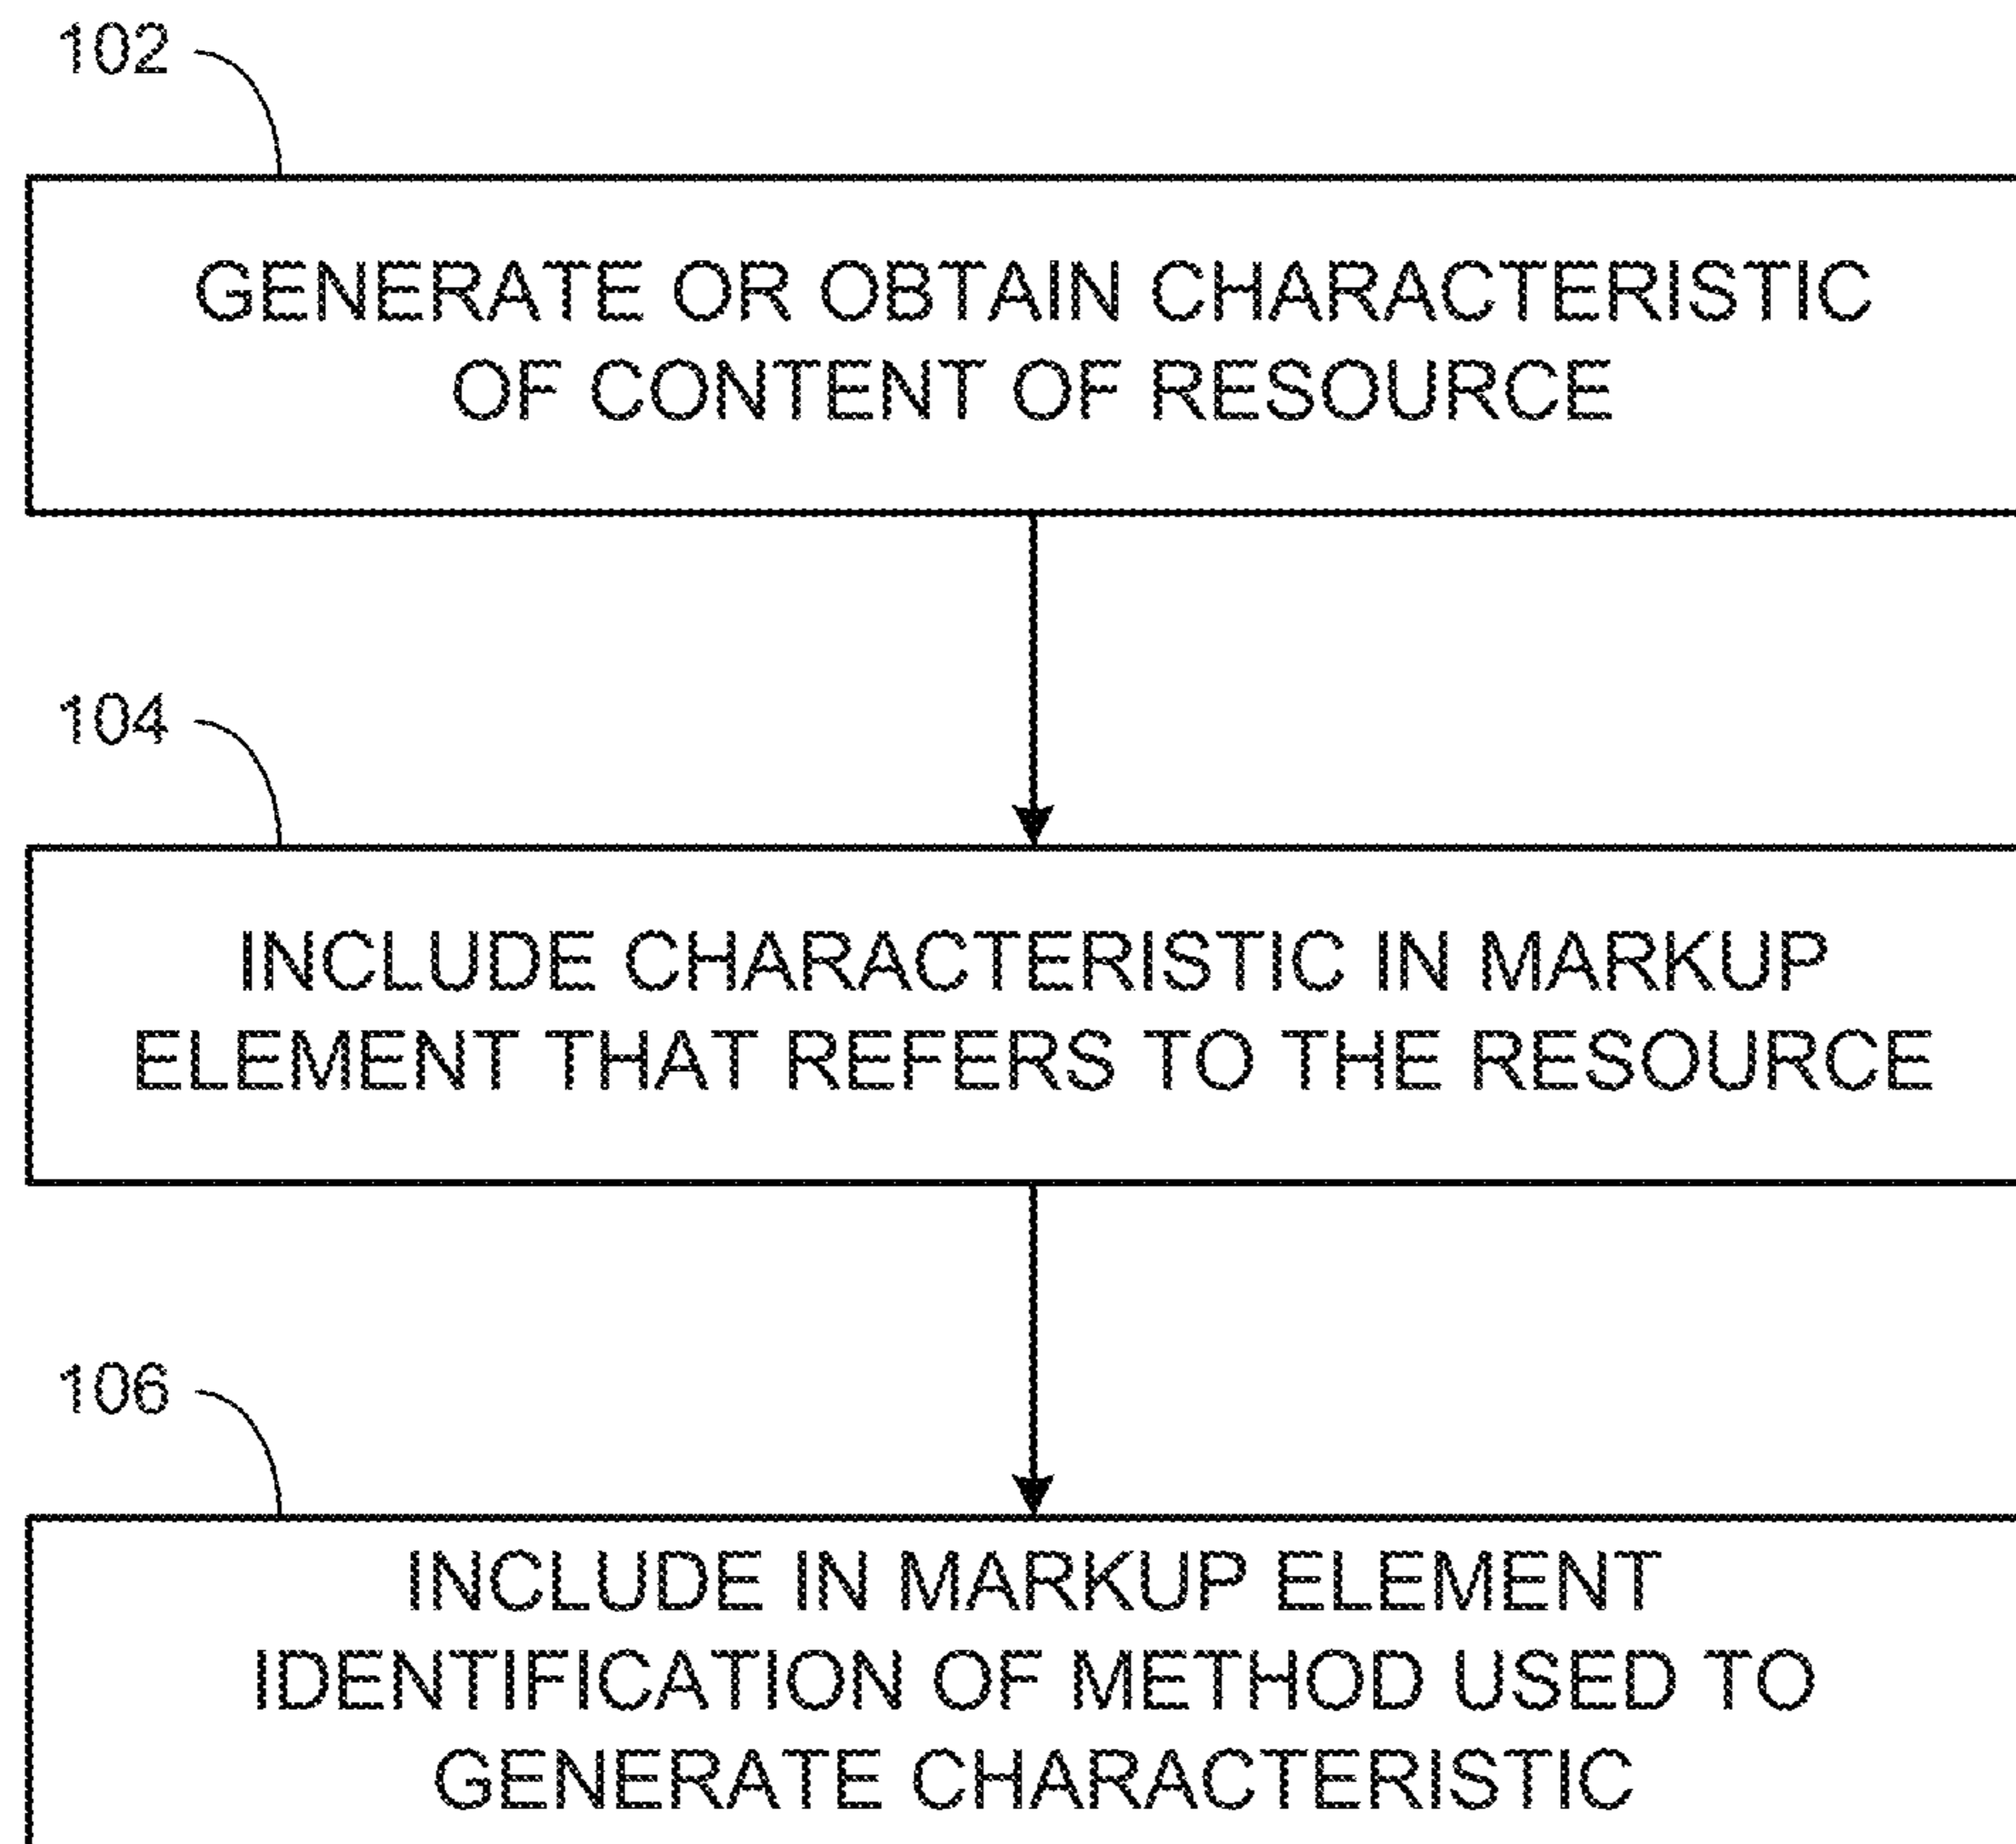 102
GENERATE OR OBTAIN CHARACTERISTIC
OF CONTENT OF RESOURCE
104
INCLUDE CHARACTERISTIC IN MARKUP
ELEMENT THAT REFERS TO THE RESOURCE
106
INCLUDE IN MARKUP ELEMENT
IDENTIFICATION OF METHOD USED TO
GENERATE CHARACTERISTIC